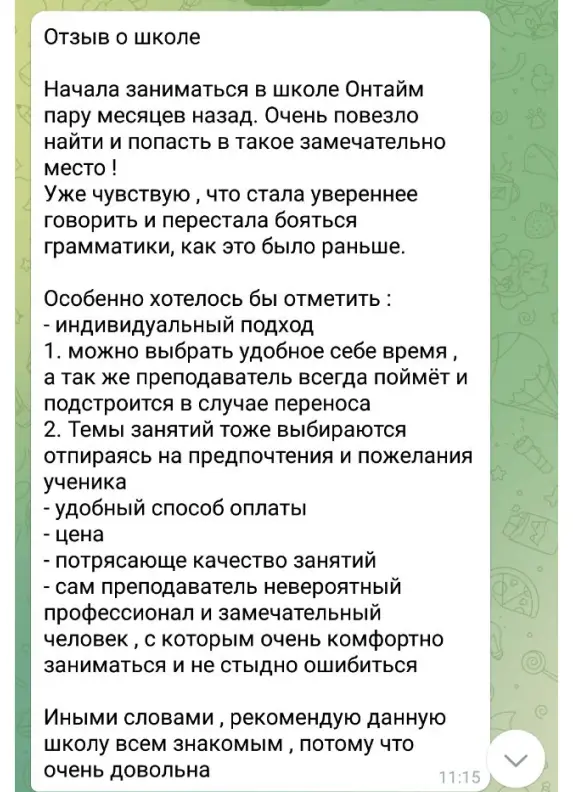 Отзыв о школе
Начала заниматься в школе Онтайм
пару месяцев назад. Очень повезло
найти и попасть в такое замечательно
место !
Уже чувствую , что стала увереннее
говорить и перестала бояться
грамматики, как это было раньше.
Особенно хотелось бы отметить :
- индивидуальный подход
1. можно выбрать удобное себе время ,
а так же преподаватель всегда поймёт и
подстроится в случае переноса
2. Темы занятий тоже выбираются
отпираясь на предпочтения и пожелания
ученика
- удобный способ оплаты
- цена
- потрясающе качество занятий
- сам преподаватель невероятный
профессионал и замечательный
человек , с которым очень комфортно
заниматься и не стыдно ошибиться
Иными словами , рекомендую данную
школу всем знакомым , потому что
очень довольна
11:15